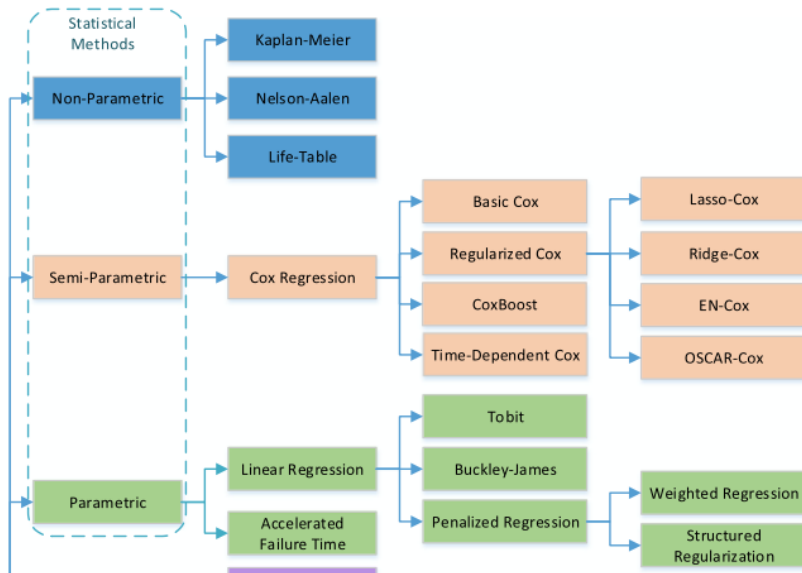 Statistical
Methods
Non-Parametric
Kaplan-Meier
Nelson-Aalen
Life-Table
Semi-Parametric
Cox Regression
Basic Cox
Regularized Cox
CoxBoost
Time-Dependent Cox
Lasso-Cox
Ridge-Cox
EN-Cox
OSCAR-Cox
Parametric
Linear Regression
Accelerated
Failure Time
Tobit
Buckley-James
Penalized Regression
Weighted Regression
Structured
Regularization